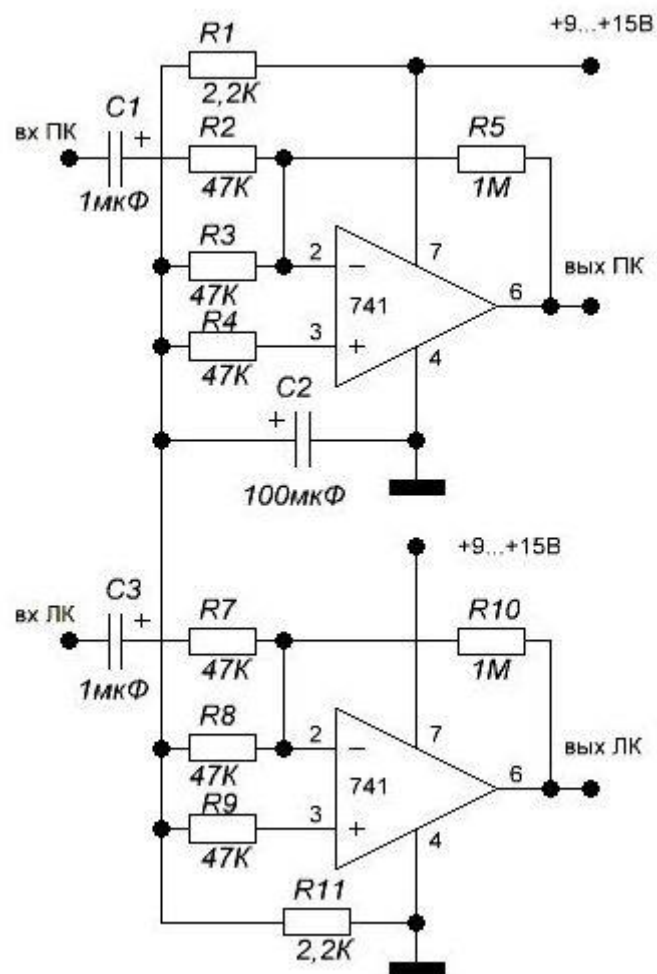 R1
+9...+15В
2,2К
C1
+
вх ПК
R2
R5
1мкФ
47К
1М
R3
2
−
7
вых ПК
47К
741
6
R4
3
+
47К
4
C2
+
100мкФ
+9...+15В
C3
+
вх ЛК
R7
R10
1мкФ
47К
1М
R8
2
−
7
вых ЛК
47К
741
6
R9
3
+
47К
4
R11
2,2К